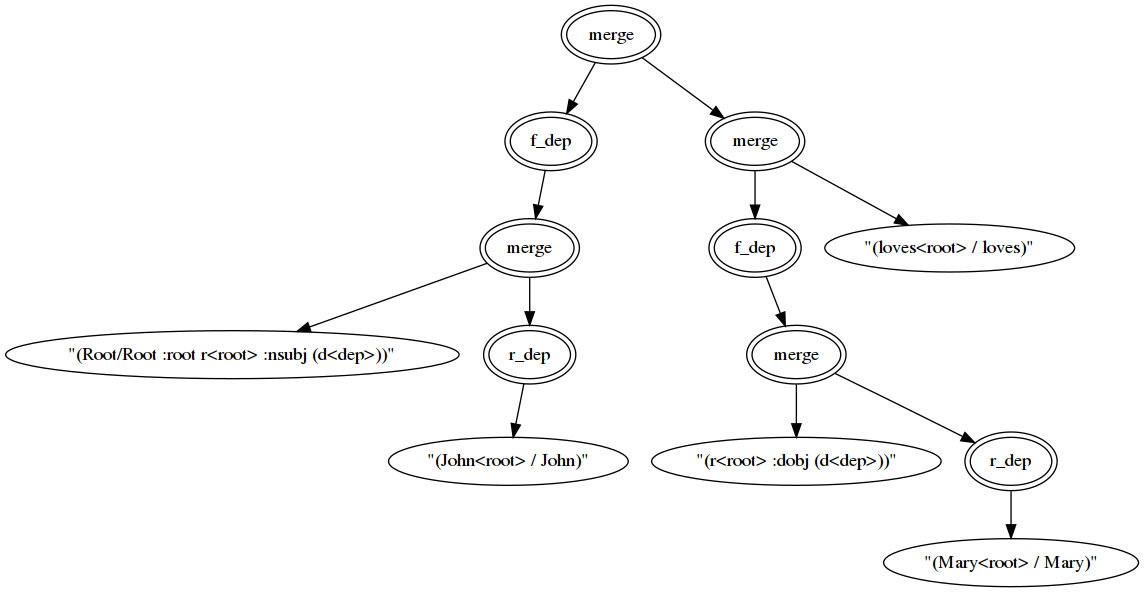 merge
f_dep
merge
merge
f_dep
"(loves<root> / loves)"
"(Root/Root :root r<root> :nsubj (d<dep>))"
r_dep
merge
"(John<root> / John)"
"(r<root> :dobj (d<dep>))"
r_dep
"(Mary<root> / Mary)"